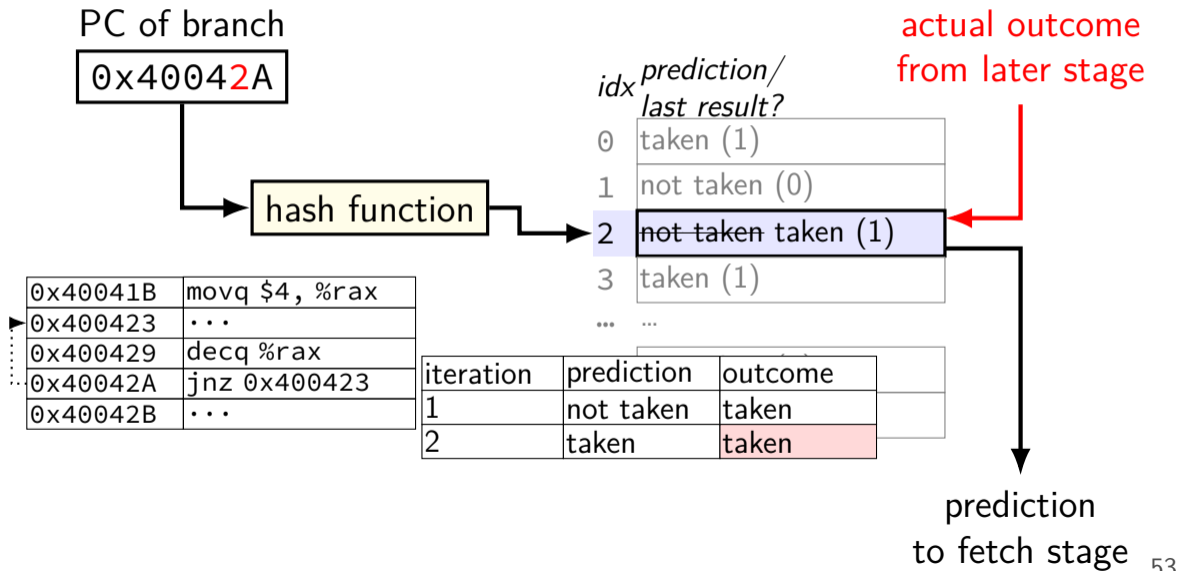 PC of branch
0x40042A
hash function
idx prediction/
last result?
0 taken (1)
1 not taken (0)
2 not taken taken (1)
3 taken (1)
... ...
actual outcome
from later stage
0x40041B movq $4, %rax
0x400423 ...
0x400429 decq %rax
0x40042A jnz 0x400423
0x40042B ...
iteration prediction outcome
1 not taken taken
2 taken taken
prediction
to fetch stage
53